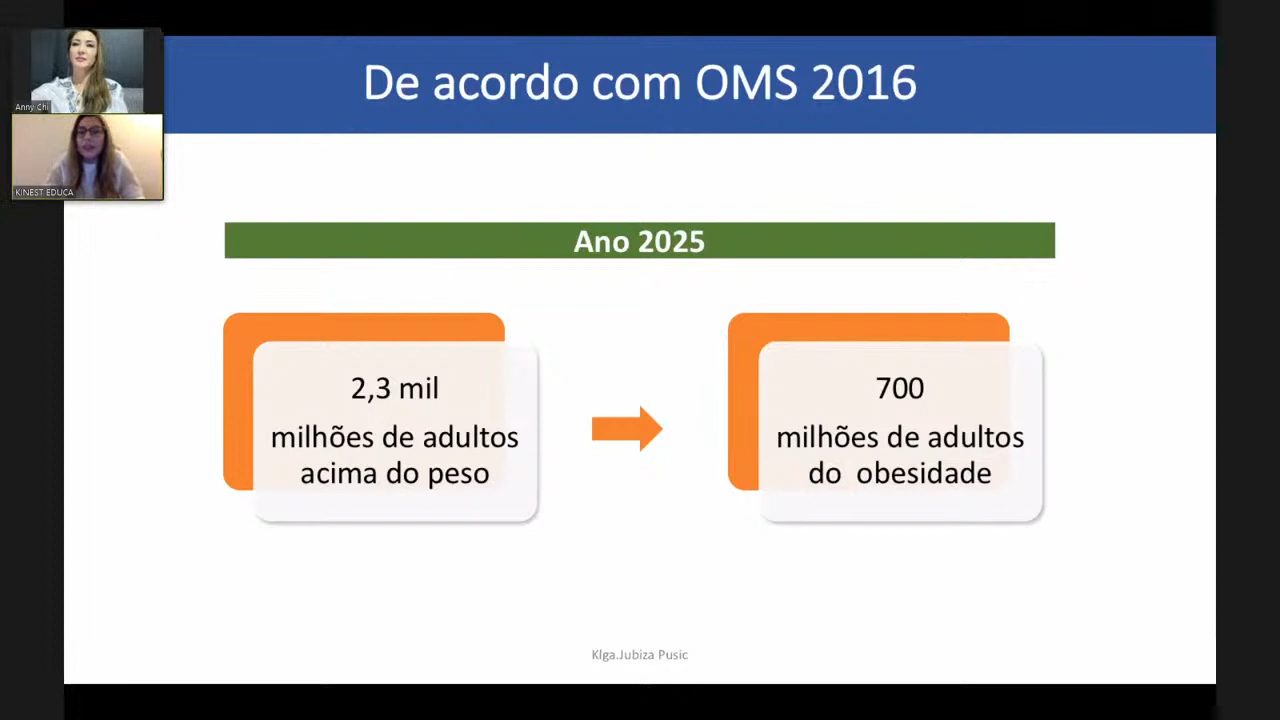 De acordo com OMS 2016
Anny Chi
KINEST EDUCA
Ano 2025
2,3 mil
milhões de adultos
acima do peso
700
milhões de adultos
do obesidade
Klga.Jubiza Pusic